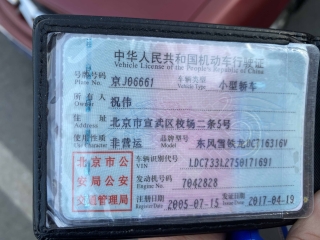 中华人民共和国机动车行驶证
Vehicle License of the People's Republic of China
号牌号码 Plate No. 京J06661 车辆类型 Vehicle Type 小型轿车
所有人 Owner 祝伟
住址 Address 北京市宣武区校场二条5号
使用性质 Use Character 非营运 品牌型号 Model 东风雪铁龙DC716316V
北京市公安局公安交通管理局
车辆识别代号 VIN LDC733L2750171691
发动机号码 Engine No. 7042828
注册日期 Register Date 2005-07-15 发证日期 Issue Date 2017-04-19